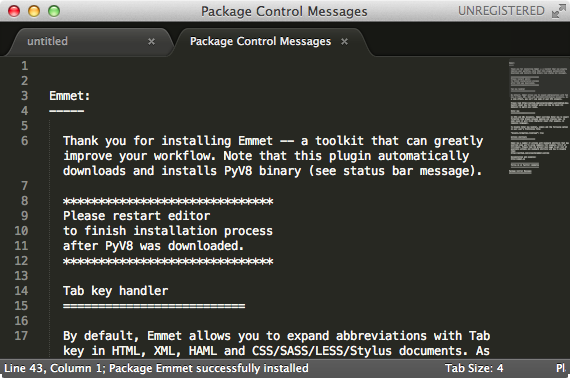 Package Control Messages
UNREGISTERED
untitled ×
Package Control Messages ×
1
2
3 Emmet:
4 -----
5
6 Thank you for installing Emmet -- a toolkit that can greatly
improve your workflow. Note that this plugin automatically
downloads and installs PyV8 binary (see status bar message).
7
8 ******************************
9 Please restart editor
10 to finish installation process
11 after PyV8 was downloaded.
12 ******************************
13
14 Tab key handler
15 ==========================
16
17 By default, Emmet allows you to expand abbreviations with Tab
key in HTML, XML, HAML and CSS/SASS/LESS/Stylus documents. As
Line 43, Column 1; Package Emmet successfully installed
Tab Size: 4
Pl